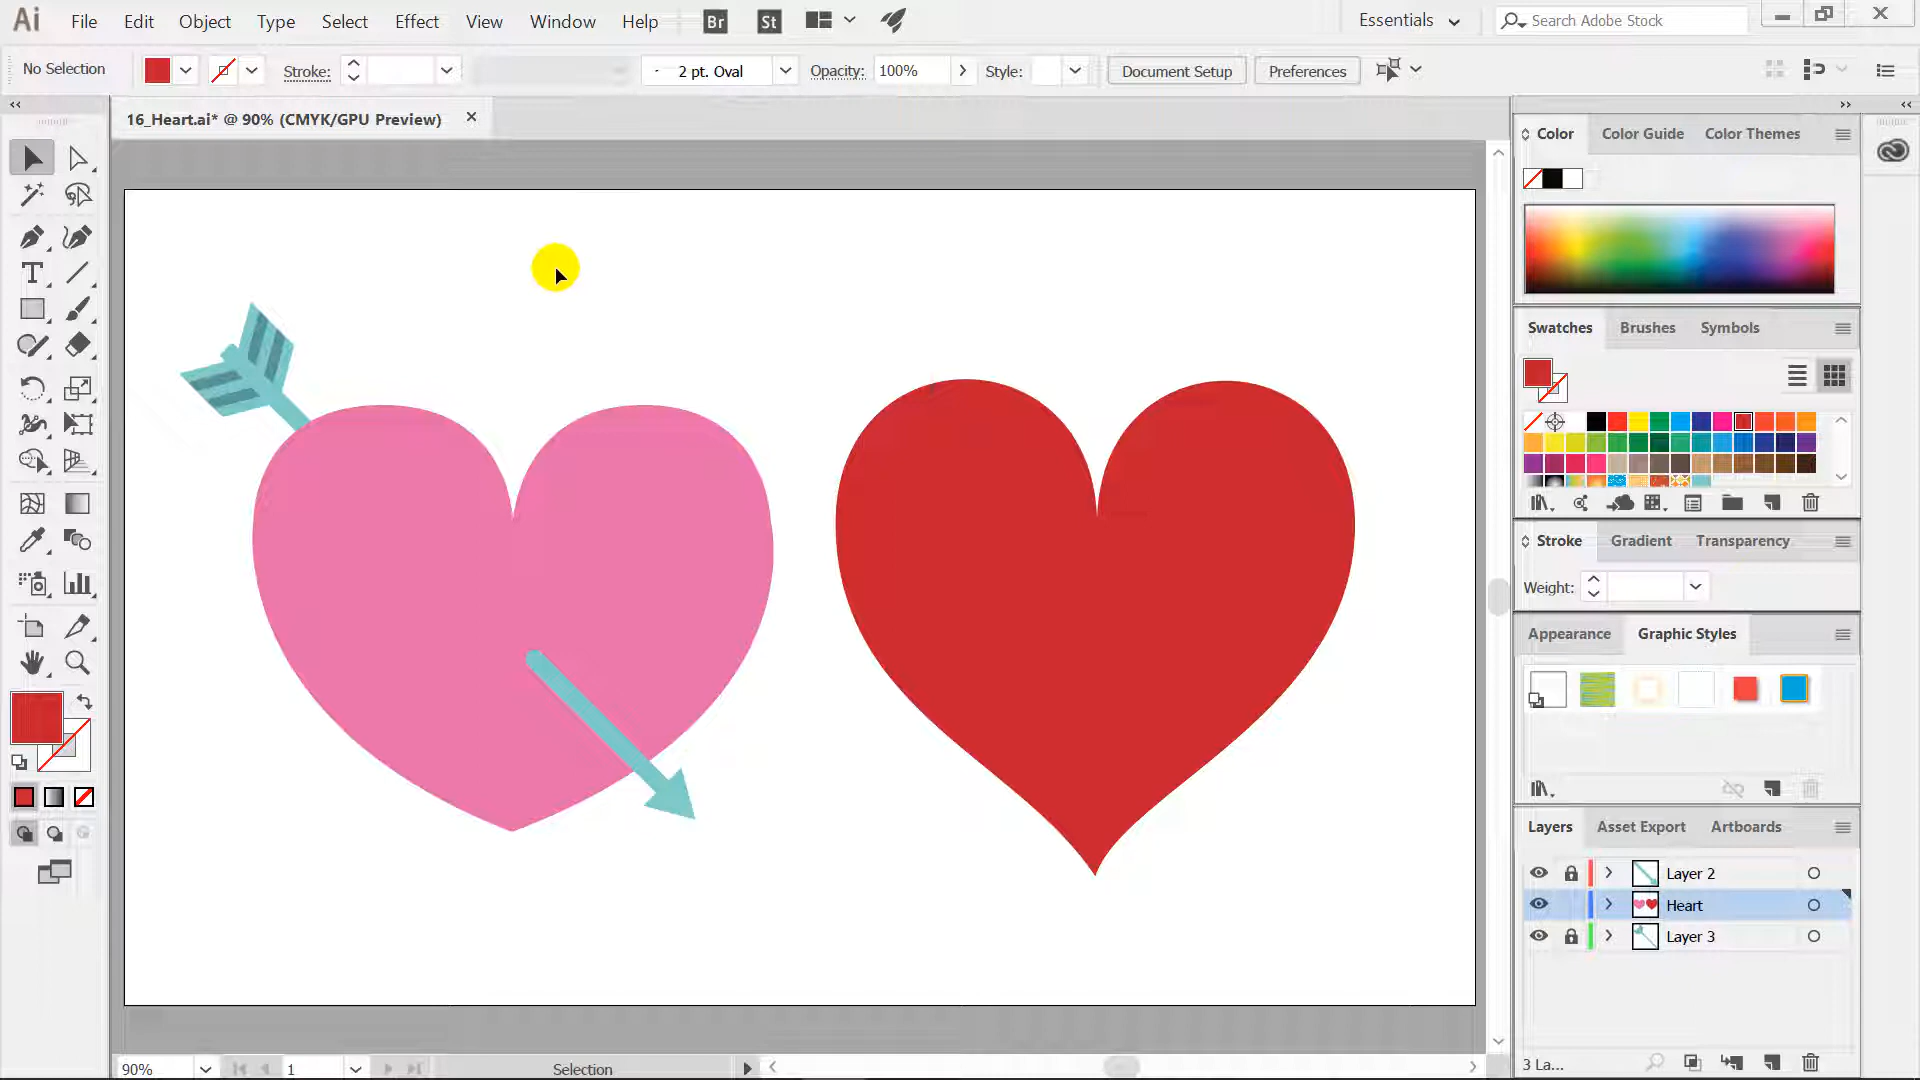 Ai File Edit Object Type Select Effect View Window Help Br St Essentials Search Adobe Stock
No Selection Stroke: 2 pt. Oval Opacity: 100% Style: Document Setup Preferences
16_Heart.ai* @ 90% (CMYK/GPU Preview)
Color Color Guide Color Themes
Swatches Brushes Symbols
Stroke Gradient Transparency
Weight:
Appearance Graphic Styles
Layers Asset Export Artboards
Layer 2
Heart
Layer 3
3 La...
90% 1 Selection